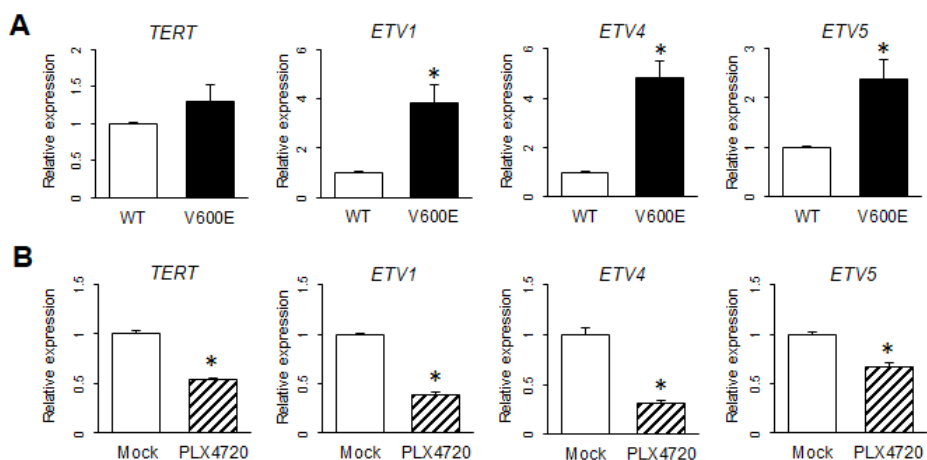 A
TERT
ETV1
ETV4
ETV5
Relative expression
0 0.5 1 1.5 2
WT V600E
Relative expression
0 2 4 6
*
WT V600E
Relative expression
0 2 4 6
*
WT V600E
Relative expression
0 1 2 3
*
WT V600E
B
TERT
ETV1
ETV4
ETV5
Relative expression
0 0.5 1 1.5
*
Mock PLX4720
Relative expression
0 0.5 1 1.5
*
Mock PLX4720
Relative expression
0 0.5 1 1.5
*
Mock PLX4720
Relative expression
0 0.5 1 1.5
*
Mock PLX4720